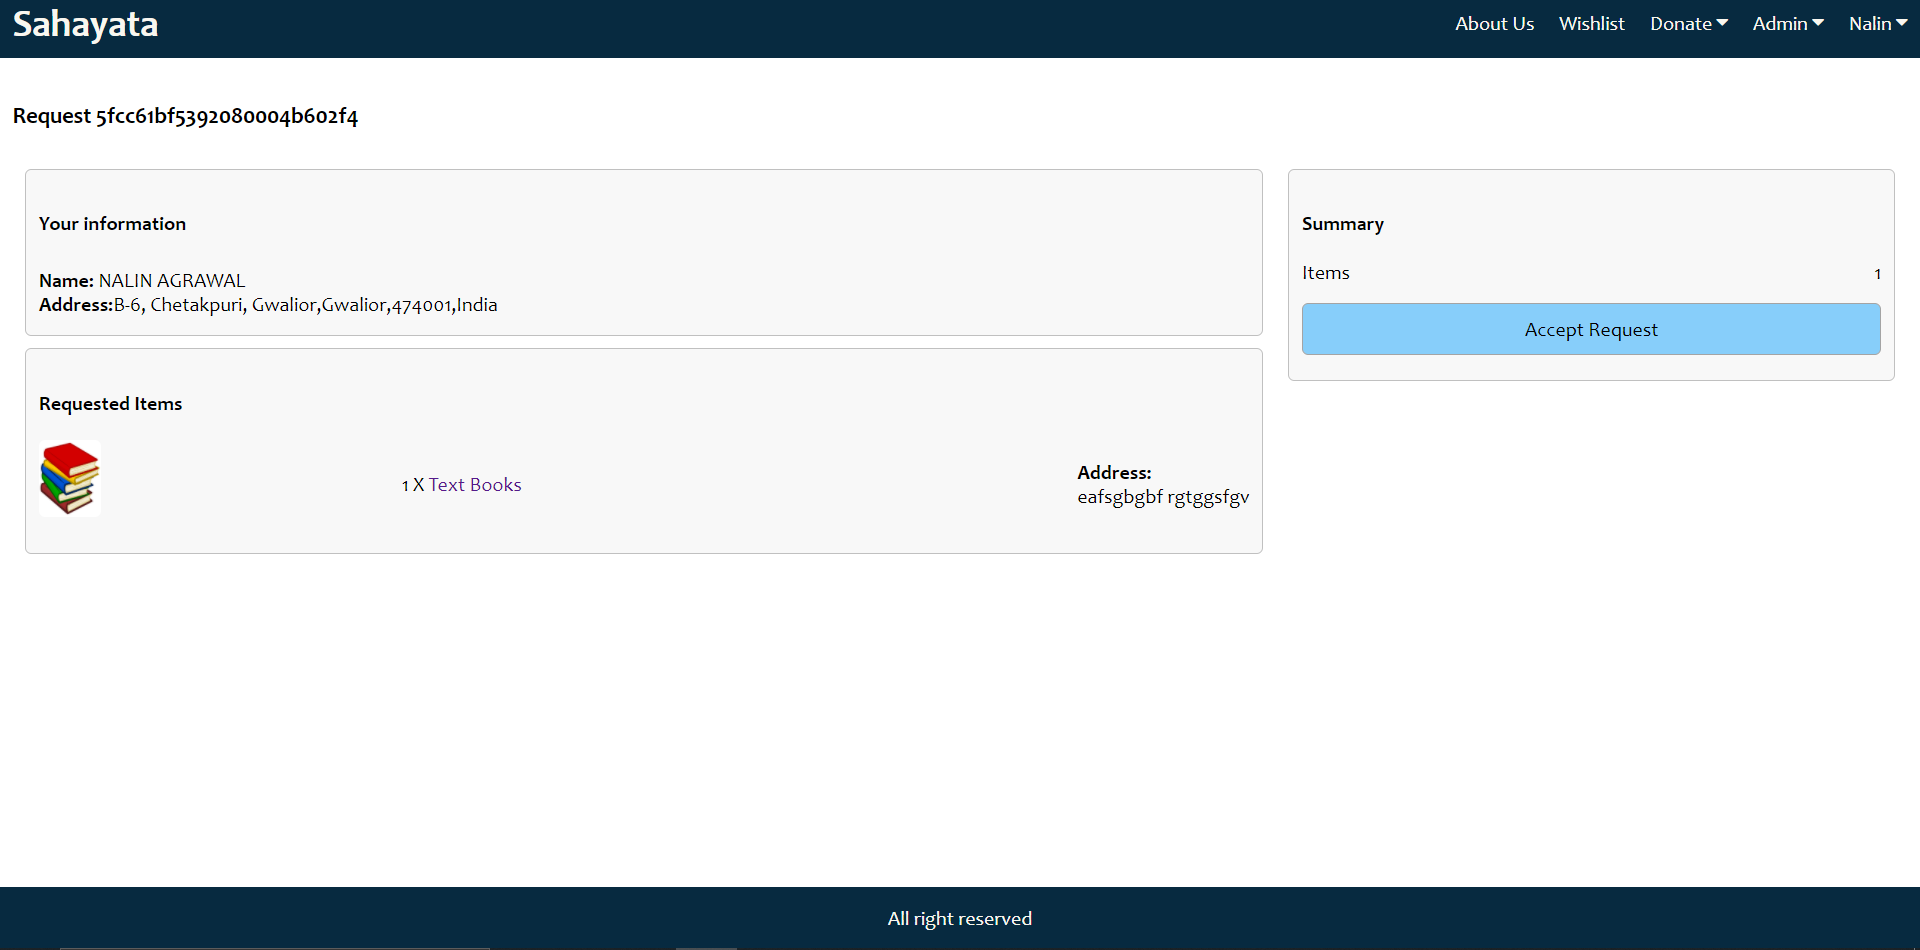 Sahayata
About Us Wishlist Donate Admin Nalin
Request 5fcc61bf5392080004b602f4
Your information
Name: NALIN AGRAWAL
Address:B-6, Chetakpuri, Gwalior,Gwalior,474001,India
Summary
Items 1
Accept Request
Requested Items
1 X Text Books
Address:
eafsgbgbf rgtggsfgv
All right reserved